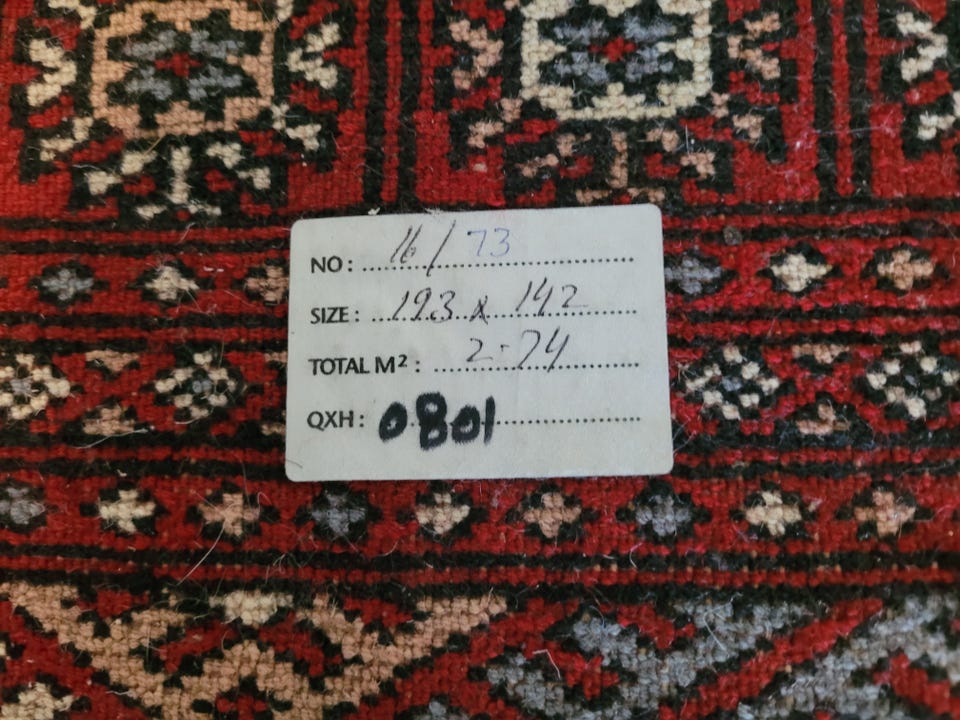 NO: 16/73
SIZE: 193 x 142
TOTAL M²: 2.74
QXH: 0801